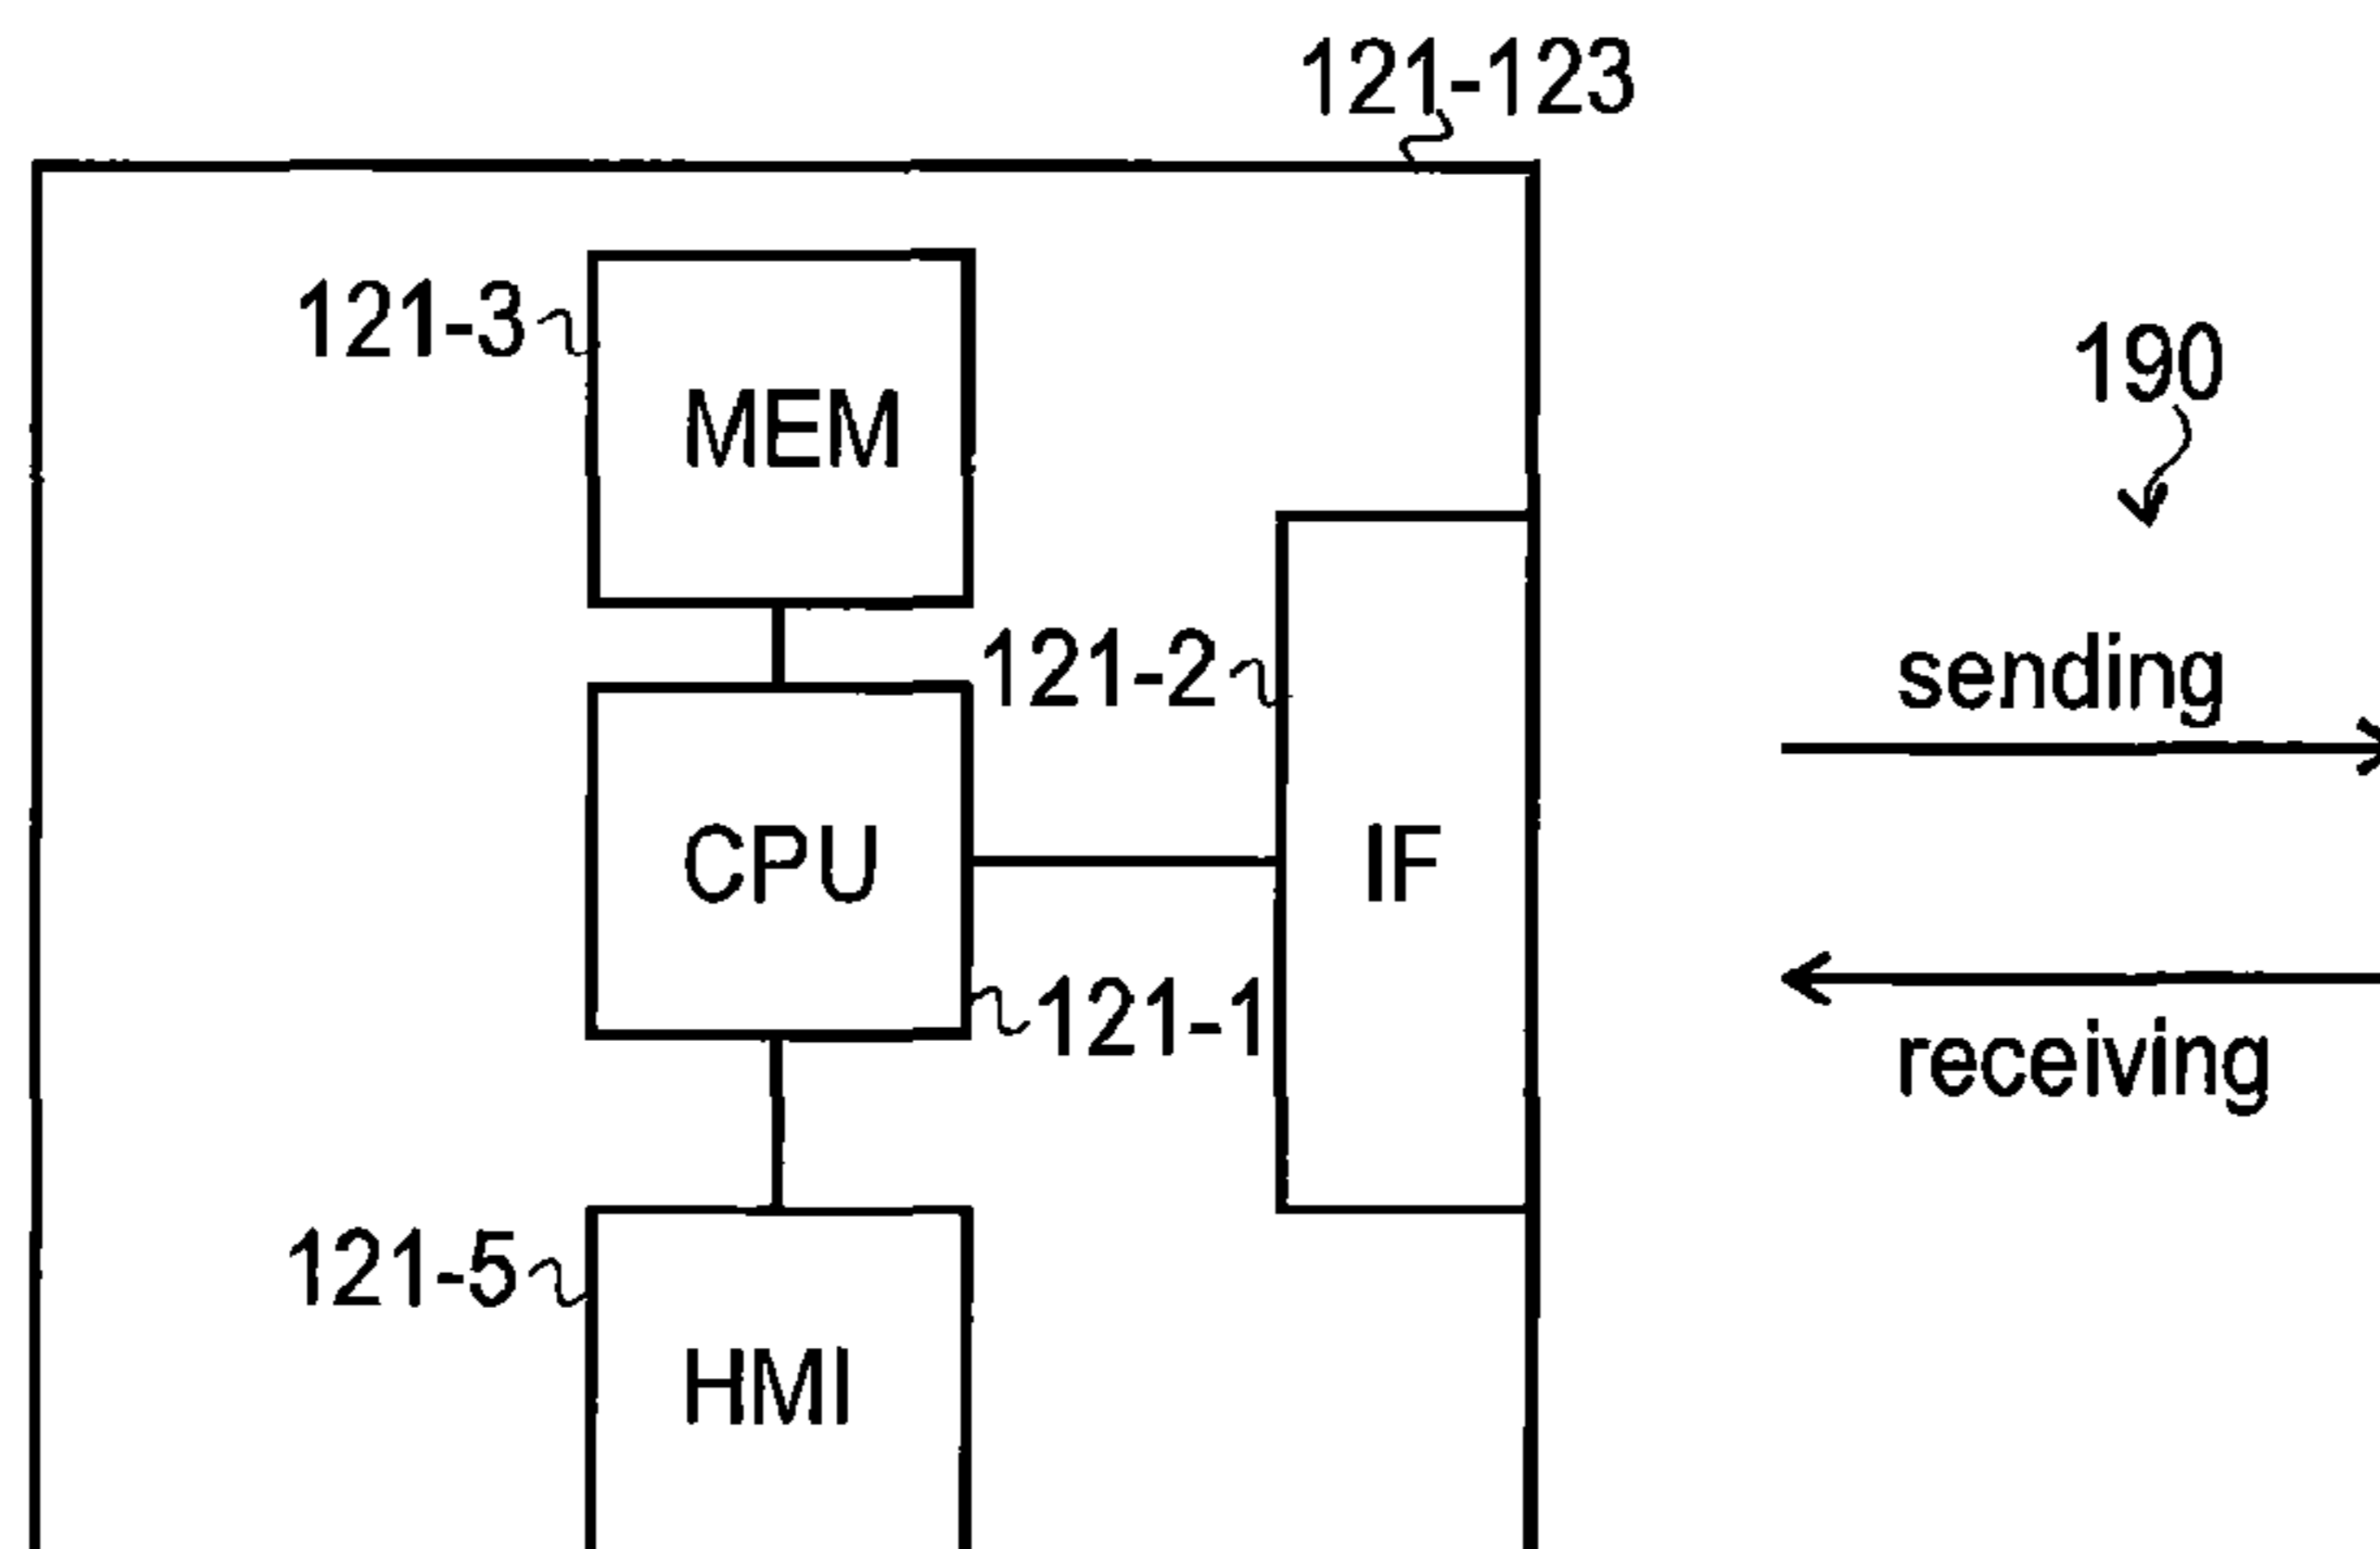 121-123
121-3
MEM
190
121-2
sending
CPU
IF
121-1
receiving
121-5
HMI